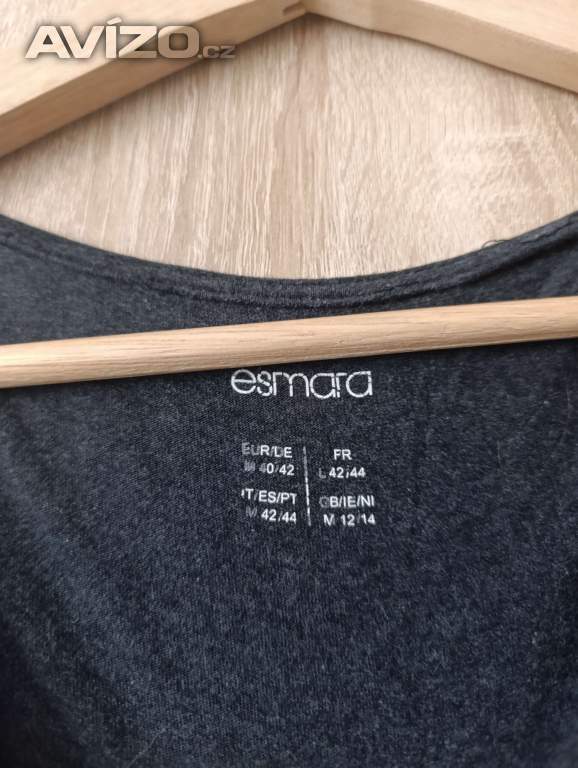 AVÍZO.cz
esmara
EUR/DE
M 40/42
FR
L 42/44
IT/ES/PT
M 42/44
GB/IE/NI
M 12/14